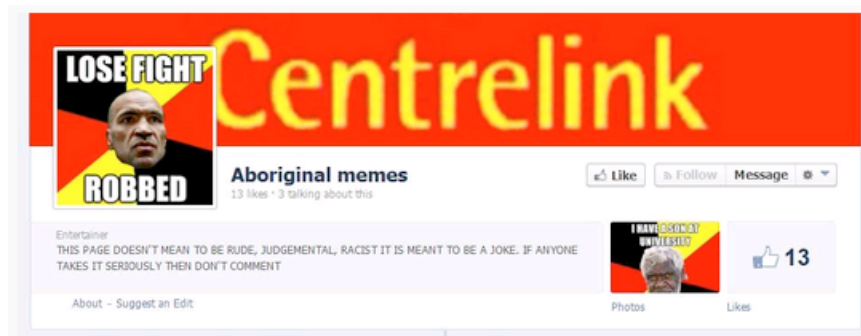 Centrelink
LOSE FIGHT
ROBBED
Aboriginal memes
13 likes · 3 talking about this
Like
Follow
Message
Entertainer
THIS PAGE DOESN'T MEAN TO BE RUDE, JUDGEMENTAL, RACIST IT IS MEANT TO BE A JOKE. IF ANYONE
TAKES IT SERIOUSLY THEN DON'T COMMENT
About - Suggest an Edit
I HAVE A SON AT
UNIVERSITY
Photos
13
Likes